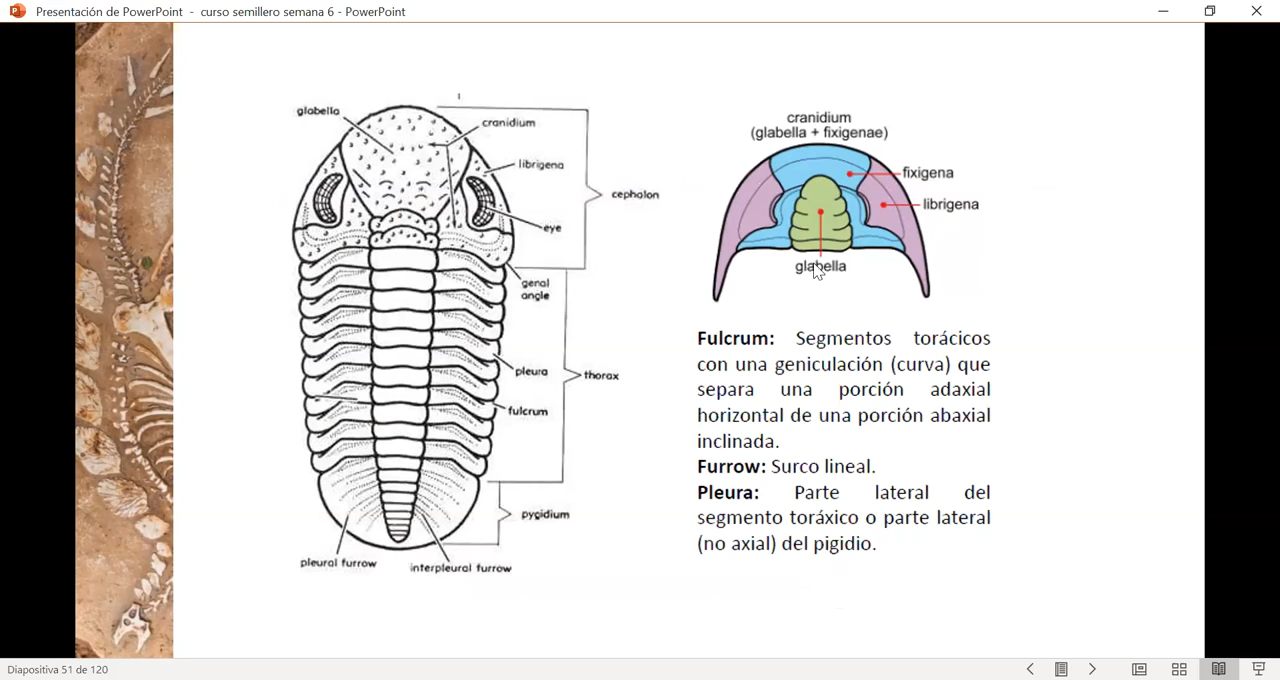 Presentación de PowerPoint - curso semillero semana 6 - PowerPoint
glabella
cranidium
librigena
cephalon
eye
genal
angle
pleura
thorax
fulcrum
pygidium
pleural furrow
interpleural furrow
cranidium
(glabella + fixigenae)
fixigena
librigena
glabella
Fulcrum: Segmentos torácicos
con una geniculación (curva) que
separa una porción adaxial
horizontal de una porción abaxial
inclinada.
Furrow: Surco lineal.
Pleura: Parte lateral del
segmento toráxico o parte lateral
(no axial) del pigidio.
Diapositiva 51 de 120